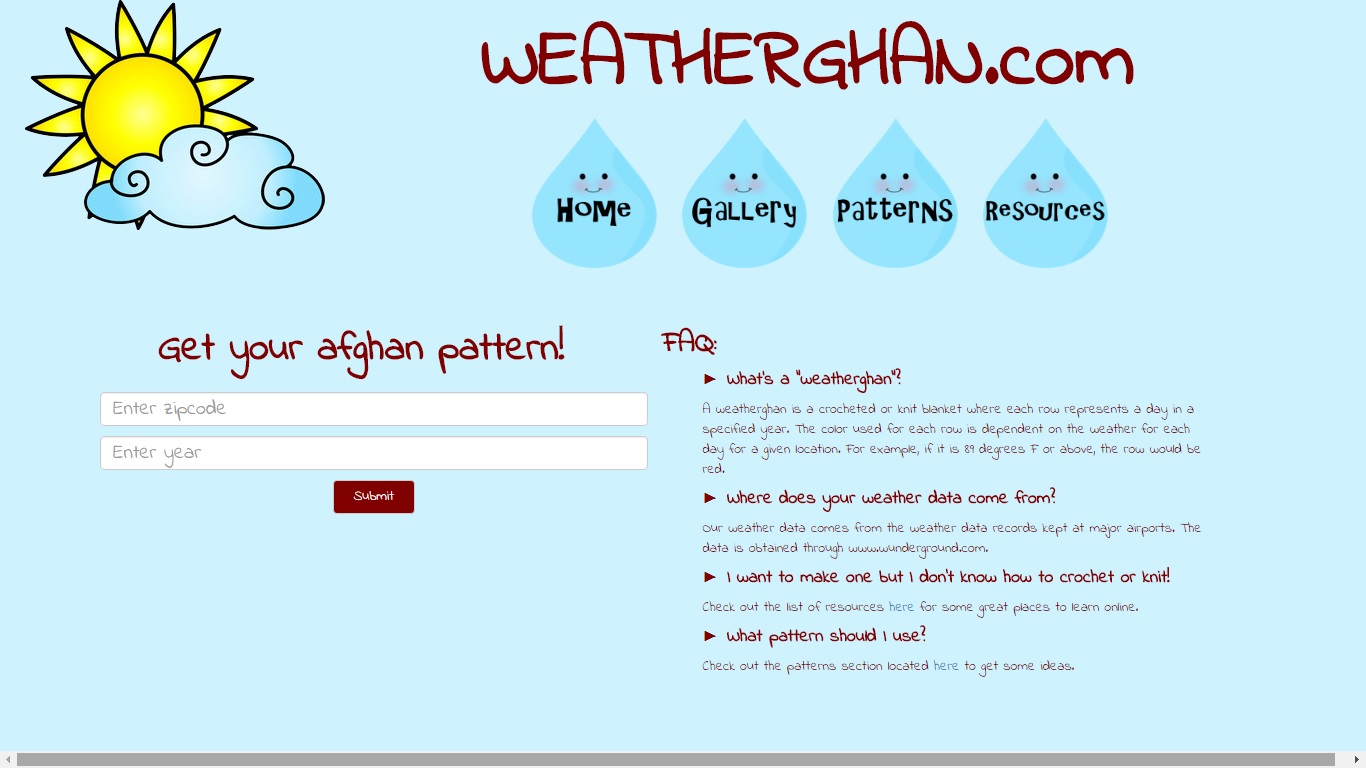 WEATHERGHAN.com
Home
Gallery
Patterns
Resources
Get your afghan pattern!
Enter zipcode
Enter year
Submit
FAQ:
► What's a "weatherghan"?
A weatherghan is a crocheted or knit blanket where each row represents a day in a
specified year. The color used for each row is dependent on the weather for each
day for a given location. For example, if it is 89 degrees F or above, the row would be
red.
► Where does your weather data come from?
Our weather data comes from the weather data records kept at major airports. The
data is obtained through www.wunderground.com.
► I want to make one but I don't know how to crochet or knit!
Check out the list of resources here for some great places to learn online.
► What pattern should I use?
Check out the patterns section located here to get some ideas.